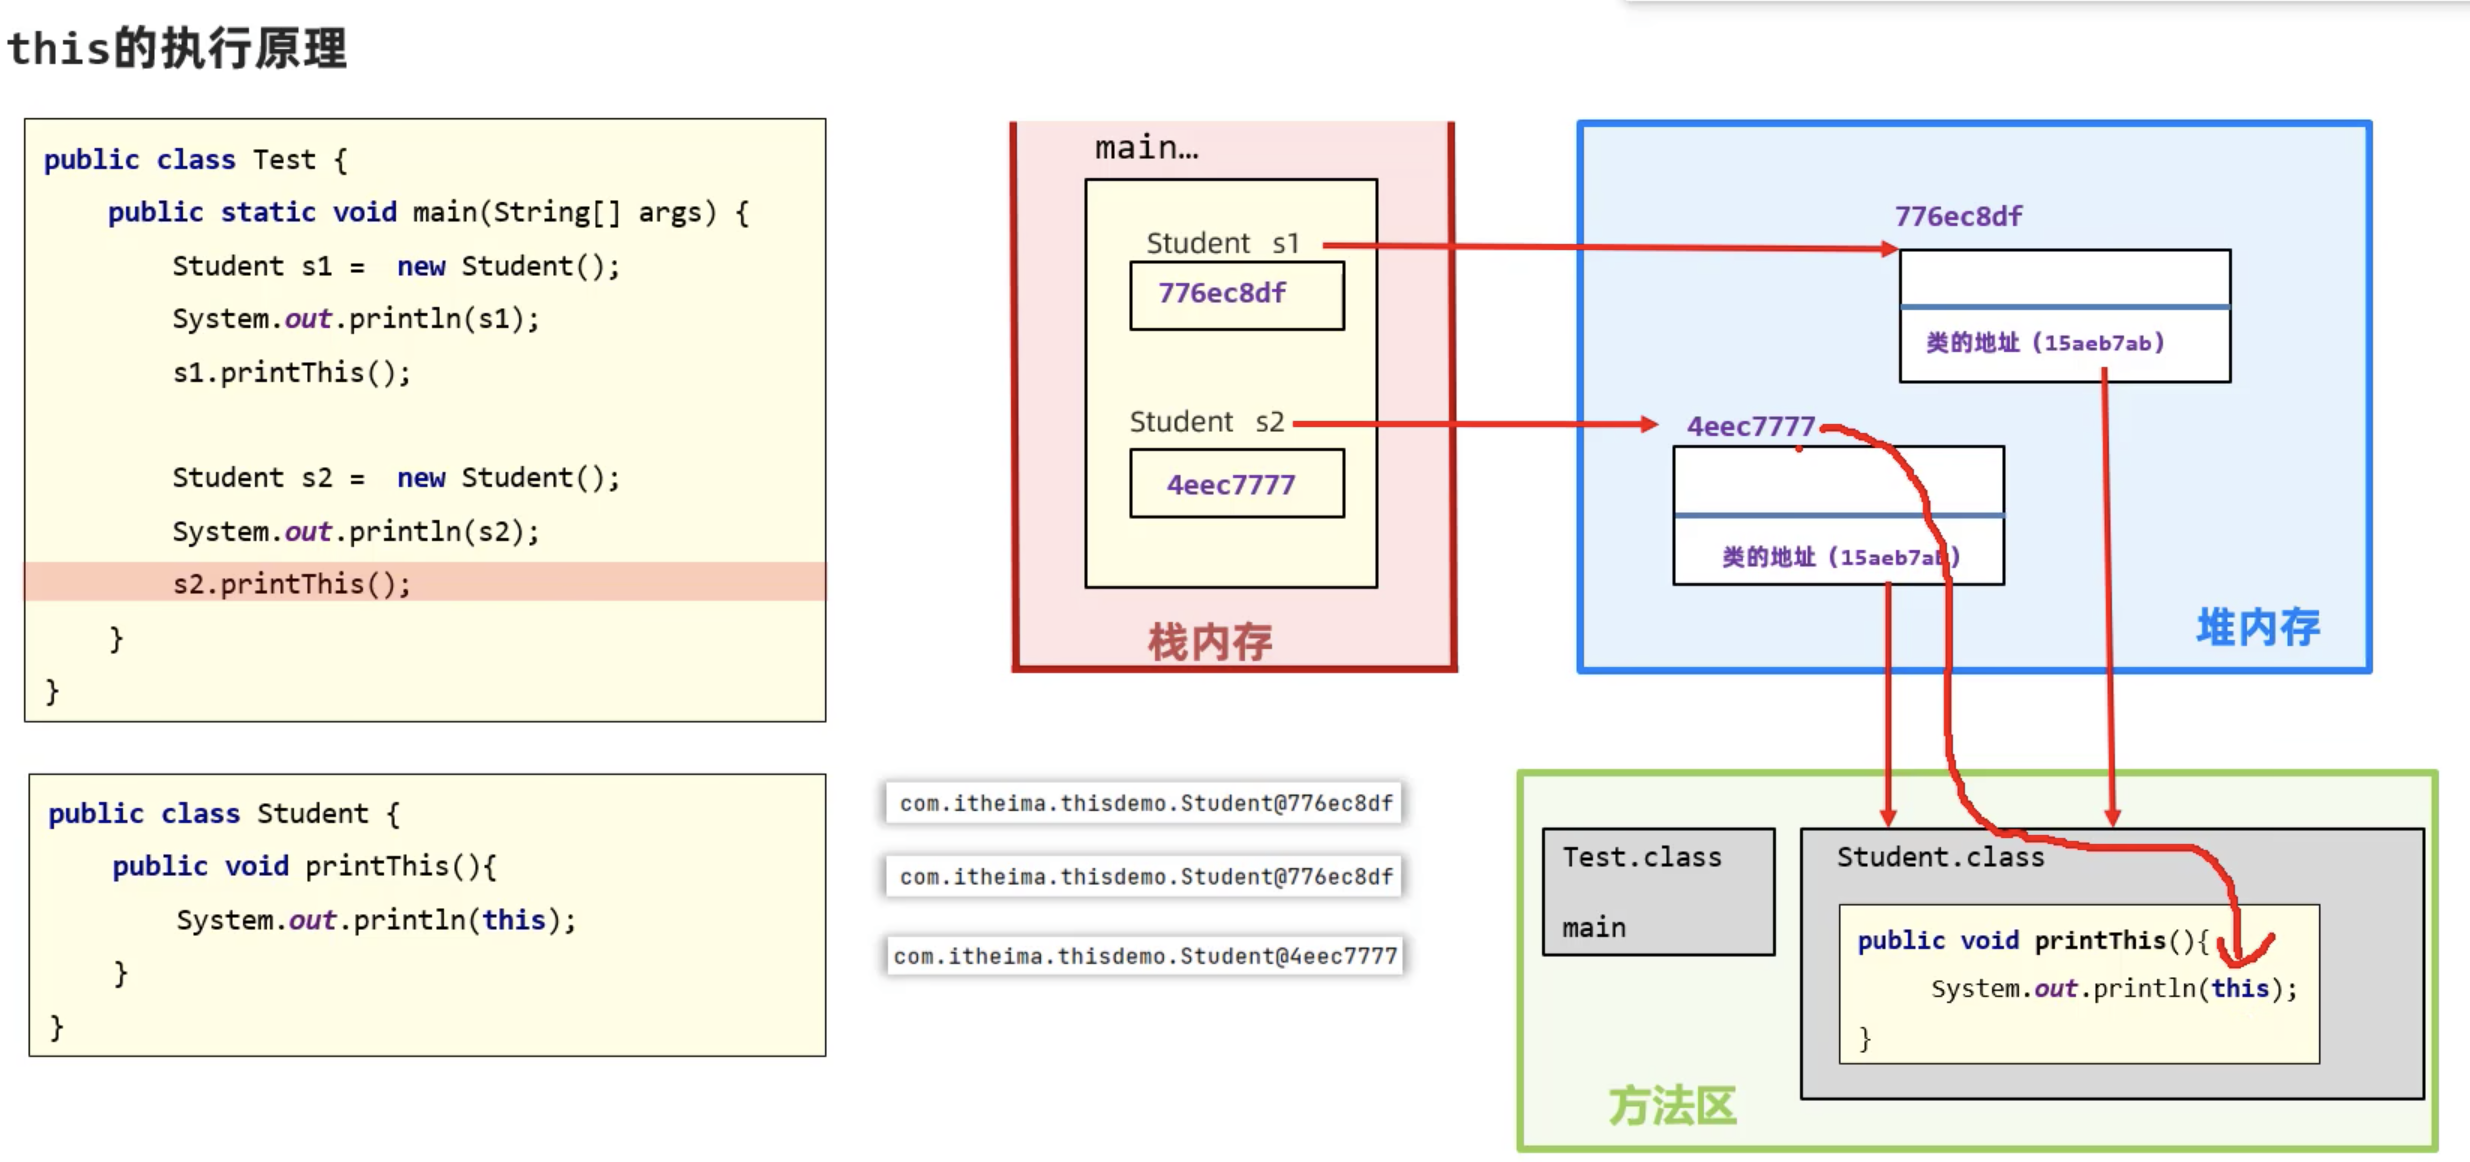 this的执行原理
public class Test {
public static void main(String[] args) {
Student s1 = new Student();
System.out.println(s1);
s1.printThis();
Student s2 = new Student();
System.out.println(s2);
s2.printThis();
}
}
public class Student {
public void printThis(){
System.out.println(this);
}
}
main…
Student s1
776ec8df
Student s2
4eec7777
栈内存
776ec8df
类的地址（15aeb7ab）
4eec7777
类的地址（15aeb7ab）
堆内存
com.itheima.thisdemo.Student@776ec8df
com.itheima.thisdemo.Student@776ec8df
com.itheima.thisdemo.Student@4eec7777
Test.class
main
Student.class
public void printThis(){
System.out.println(this);
}
方法区